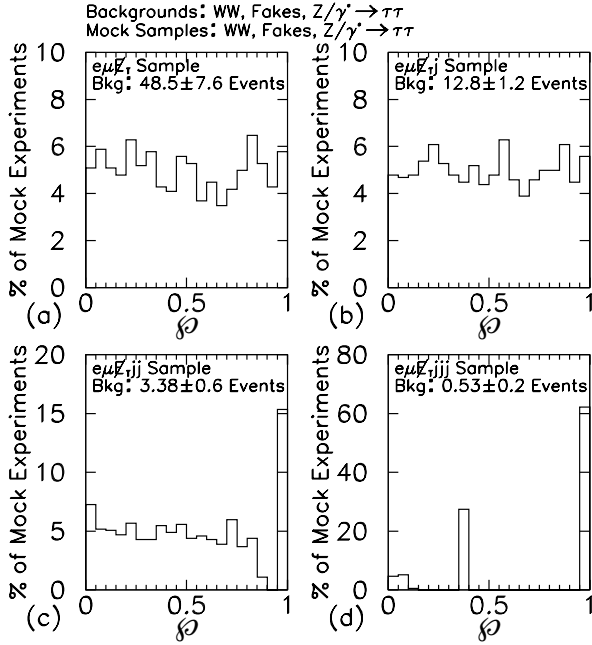 Backgrounds: WW, Fakes, Z/γ*→ττ
Mock Samples: WW, Fakes, Z/γ*→ττ
eμE̸_T Sample
Bkg: 48.5±7.6 Events
% of Mock Experiments
10
8
6
4
2
0
0 0.5 1
(a) ℘
eμE̸_Tj Sample
Bkg: 12.8±1.2 Events
% of Mock Experiments
10
8
6
4
2
0
0 0.5 1
(b) ℘
eμE̸_Tjj Sample
Bkg: 3.38±0.6 Events
% of Mock Experiments
20
15
10
5
0
0 0.5 1
(c) ℘
eμE̸_Tjjj Sample
Bkg: 0.53±0.2 Events
% of Mock Experiments
80
60
40
20
0
0 0.5 1
(d) ℘